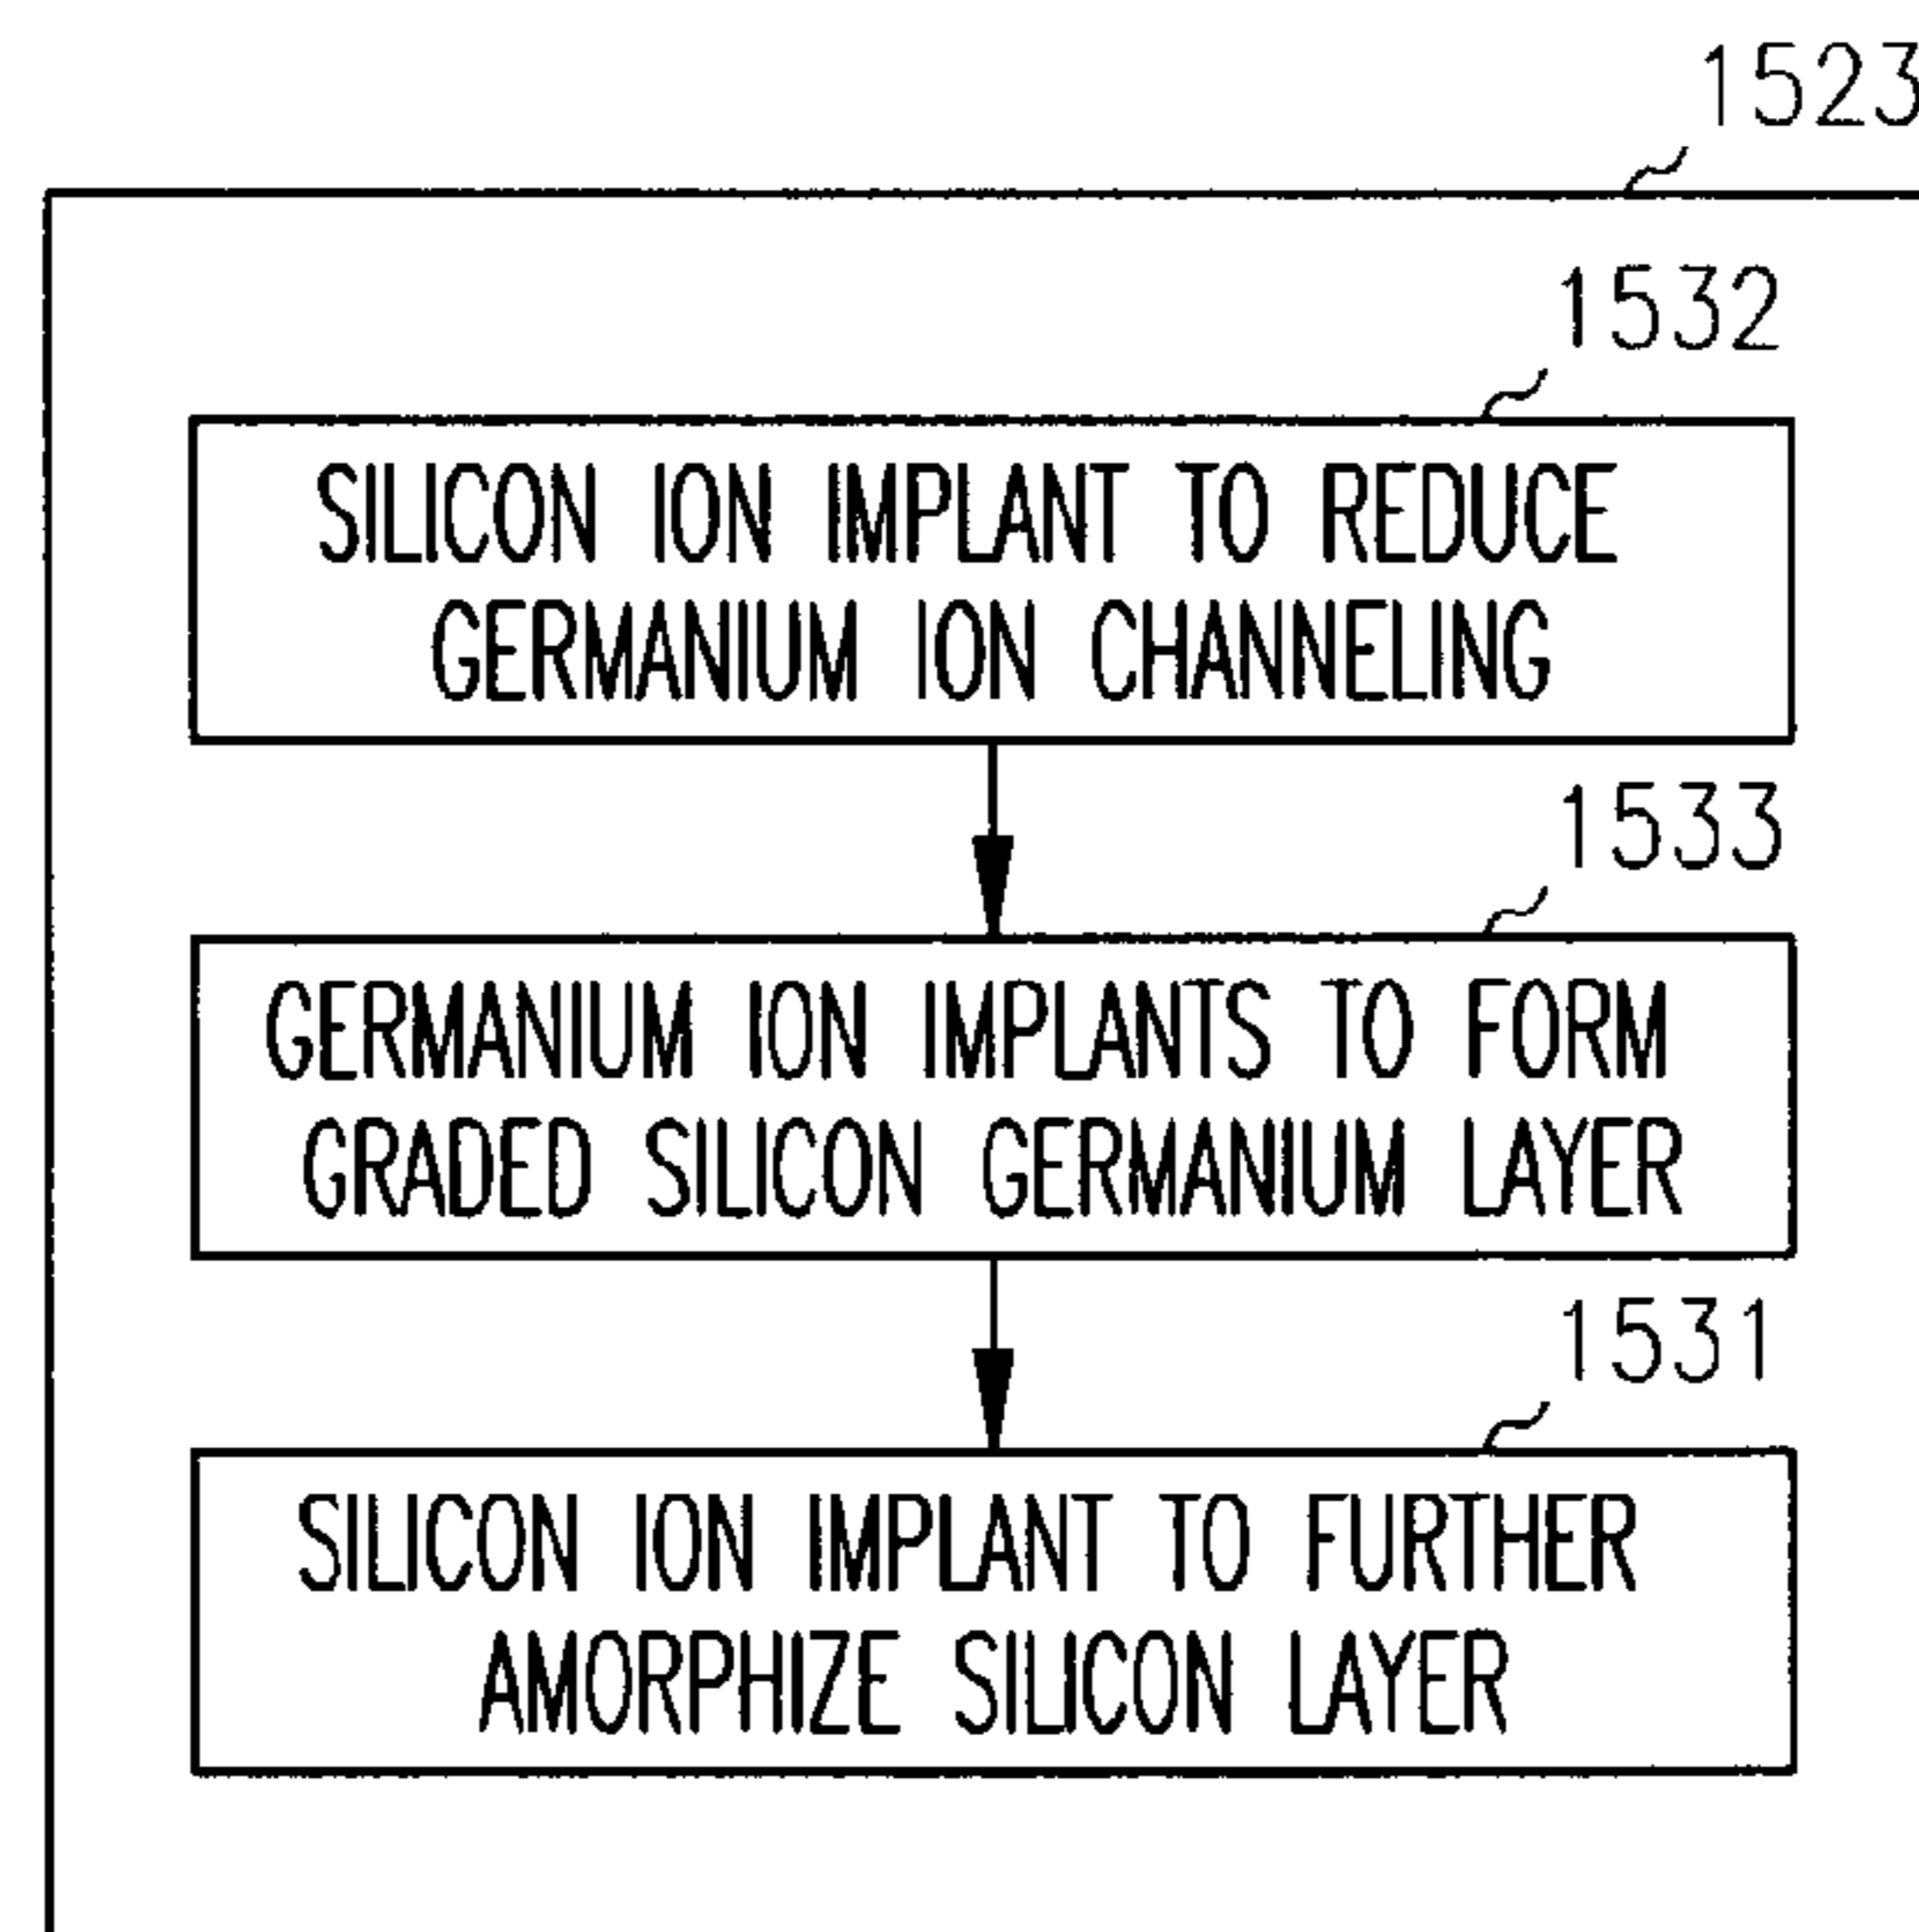 1523
1532
SILICON ION IMPLANT TO REDUCE
GERMANIUM ION CHANNELING
1533
GERMANIUM ION IMPLANTS TO FORM
GRADED SILICON GERMANIUM LAYER
1531
SILICON ION IMPLANT TO FURTHER
AMORPHIZE SILICON LAYER